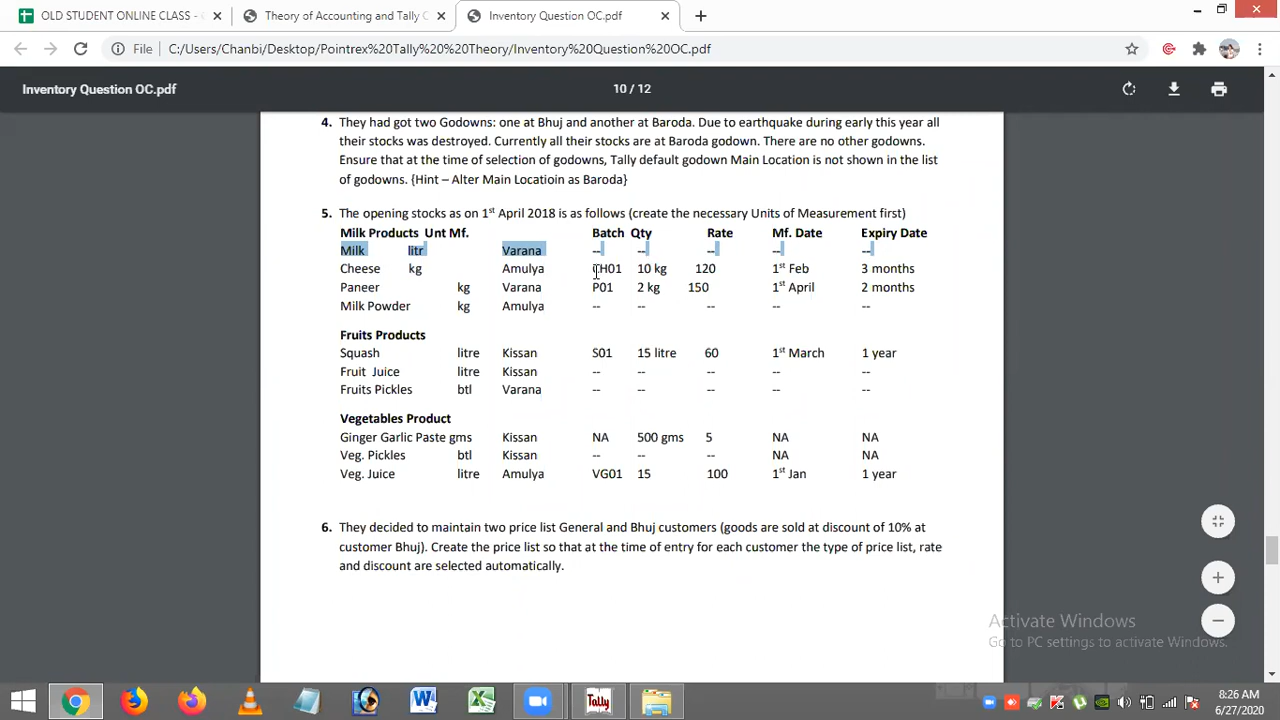 OLD STUDENT ONLINE CLASS -
Theory of Accounting and Tally C
Inventory Question OC.pdf
File
C:/Users/Chanbi/Desktop/Pointrex%20Tally%20%20Theory/Inventory%20Question%20OC.pdf
Inventory Question OC.pdf
10 / 12
4. They had got two Godowns: one at Bhuj and another at Baroda. Due to earthquake during early this year all
their stocks was destroyed. Currently all their stocks are at Baroda godown. There are no other godowns.
Ensure that at the time of selection of godowns, Tally default godown Main Location is not shown in the list
of godowns. {Hint – Alter Main Locatioin as Baroda}
5. The opening stocks as on 1st April 2018 is as follows (create the necessary Units of Measurement first)
Milk Products Unt Mf. Batch Qty Rate Mf. Date Expiry Date
Milk litr Varana -- -- -- -- --
Cheese kg Amulya CH01 10 kg 120 1st Feb 3 months
Paneer kg Varana P01 2 kg 150 1st April 2 months
Milk Powder kg Amulya -- -- -- -- --
Fruits Products
Squash litre Kissan S01 15 litre 60 1st March 1 year
Fruit Juice litre Kissan -- -- -- -- --
Fruits Pickles btl Varana -- -- -- -- --
Vegetables Product
Ginger Garlic Paste gms Kissan NA 500 gms 5 NA NA
Veg. Pickles btl Kissan -- -- -- NA NA
Veg. Juice litre Amulya VG01 15 100 1st Jan 1 year
6. They decided to maintain two price list General and Bhuj customers (goods are sold at discount of 10% at
customer Bhuj). Create the price list so that at the time of entry for each customer the type of price list, rate
and discount are selected automatically.
Activate Windows
Go to PC settings to activate Windows.
Tally
8:26 AM
6/27/2020